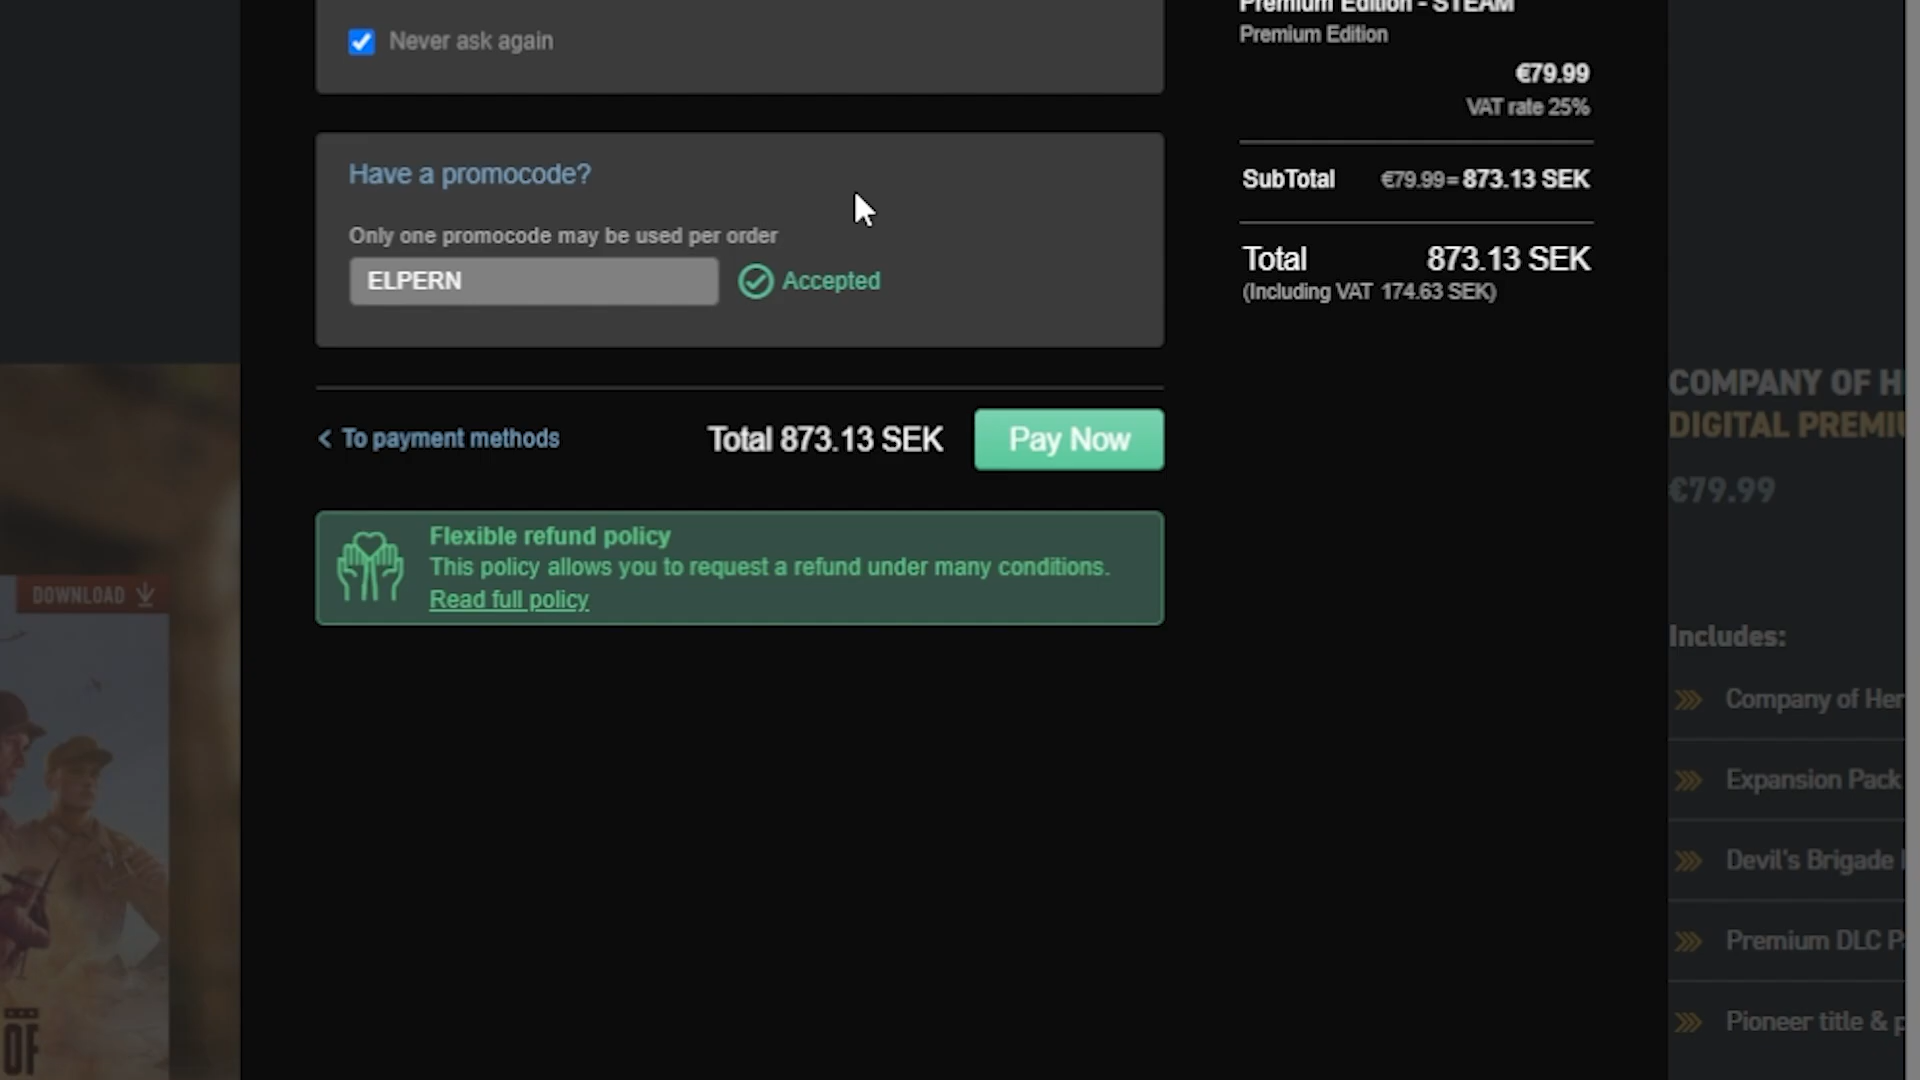 Premium Edition - STEAM
Never ask again
Premium Edition
€79.99
VAT rate 25%
Have a promocode?
SubTotal €79.99=873.13 SEK
Only one promocode may be used per order
ELPERN
Accepted
Total 873.13 SEK
(Including VAT 174.63 SEK)
< To payment methods
Total 873.13 SEK
Pay Now
Flexible refund policy
This policy allows you to request a refund under many conditions.
Read full policy
DOWNLOAD
OF
COMPANY OF H
DIGITAL PREMIU
€79.99
Includes:
Company of Her
Expansion Pack
Devil's Brigade
Premium DLC P
Pioneer title & p